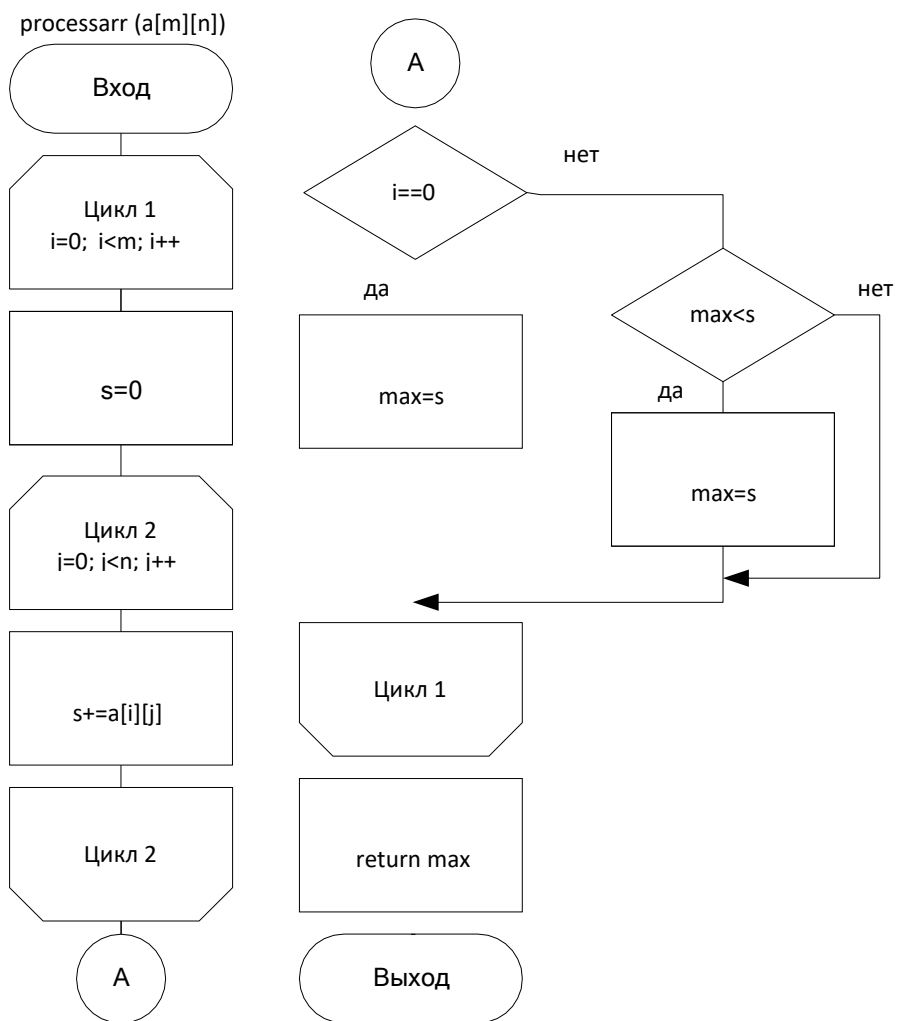 processarr (a[m][n])
Вход
Цикл 1
i=0; i<m; i++
s=0
Цикл 2
j=0; j<n; j++
s+=a[i][j]
Цикл 2
A
A
i==0
нет
да
max=s
max<s
нет
да
max=s
Цикл 1
return max
Выход